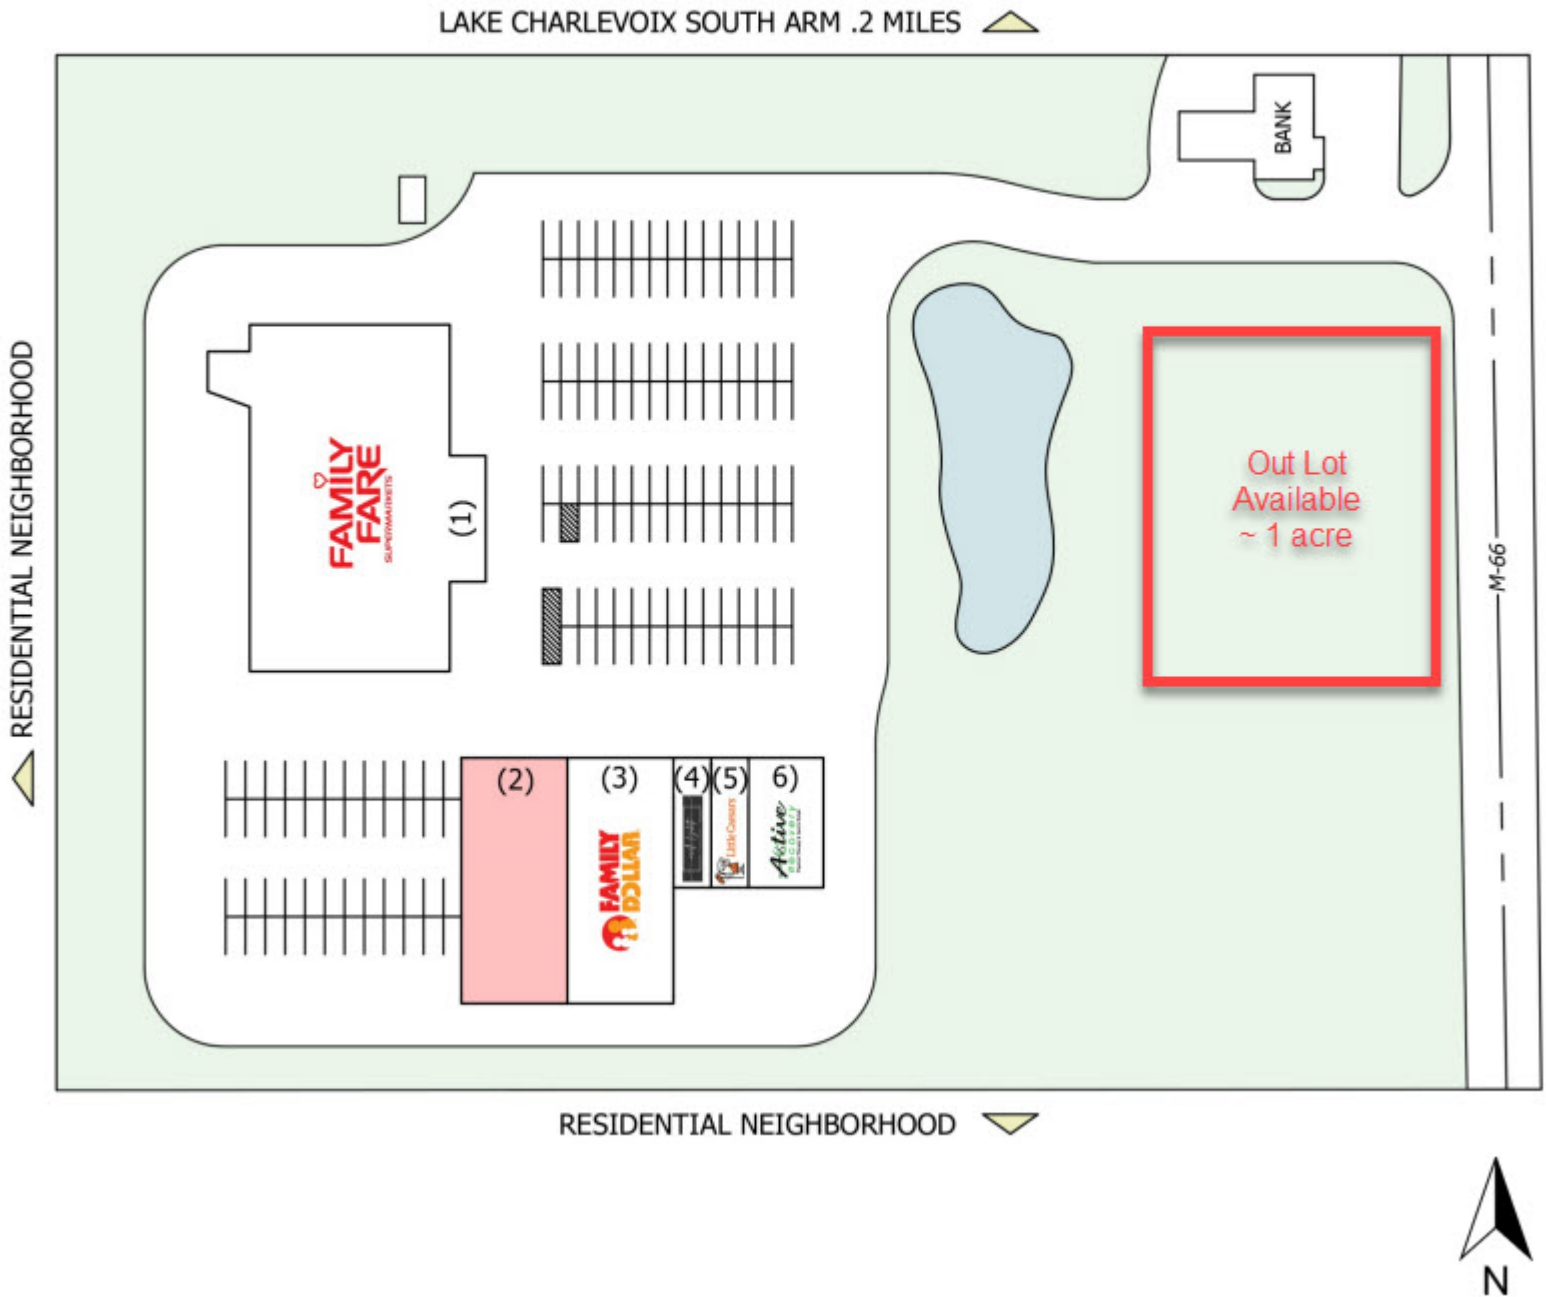 LAKE CHARLEVOIX SOUTH ARM .2 MILES
BANK
RESIDENTIAL NEIGHBORHOOD
FAMILY
FARE
SUPERMARKETS
(1)
Out Lot
Available
~ 1 acre
M-66
(2)
(3)
(4)
(5)
6)
FAMILY
DOLLAR
Little Caesars
Active
Recovery
RESIDENTIAL NEIGHBORHOOD
N